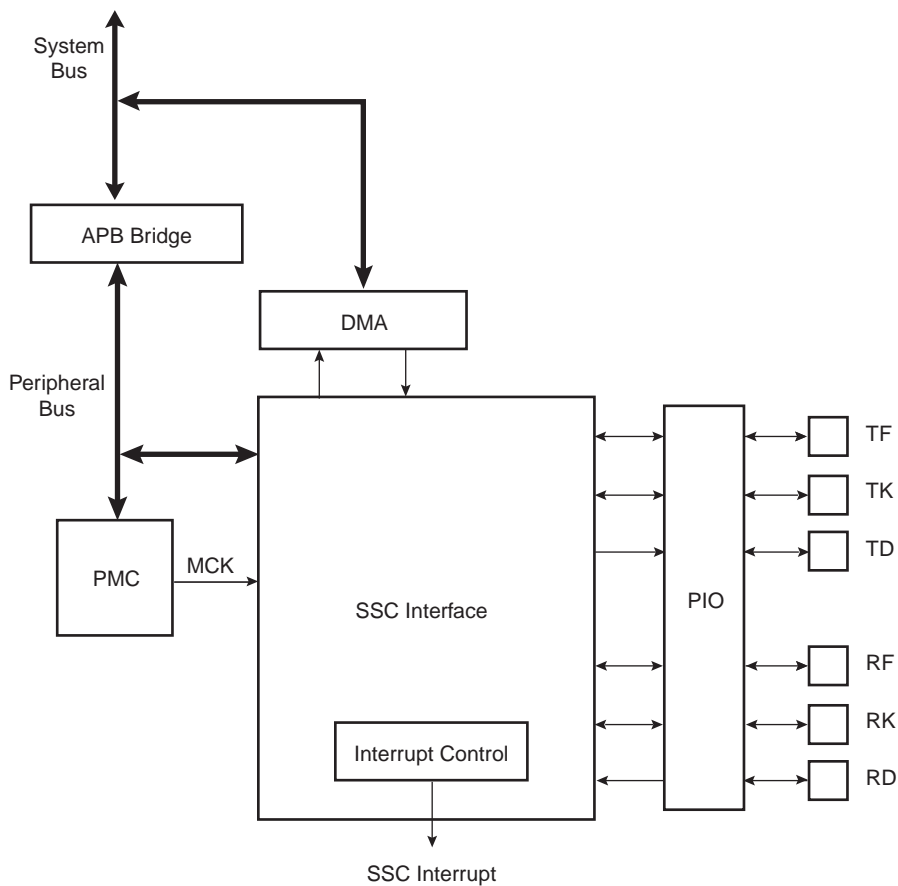 System
Bus
APB Bridge
DMA
Peripheral
Bus
PMC
MCK
SSC Interface
Interrupt Control
SSC Interrupt
PIO
TF
TK
TD
RF
RK
RD